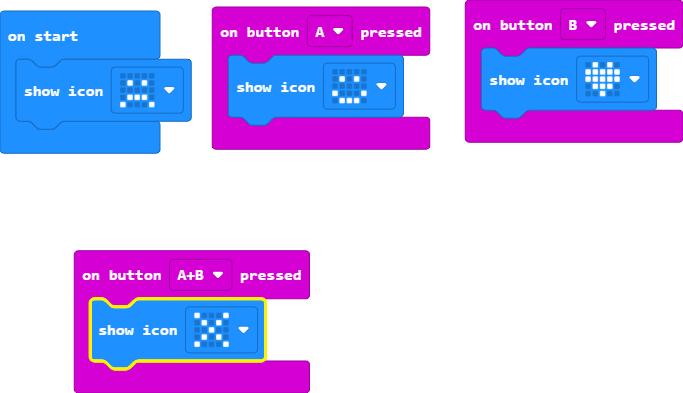 on start
show icon
on button A pressed
show icon
on button B pressed
show icon
on button A+B pressed
show icon